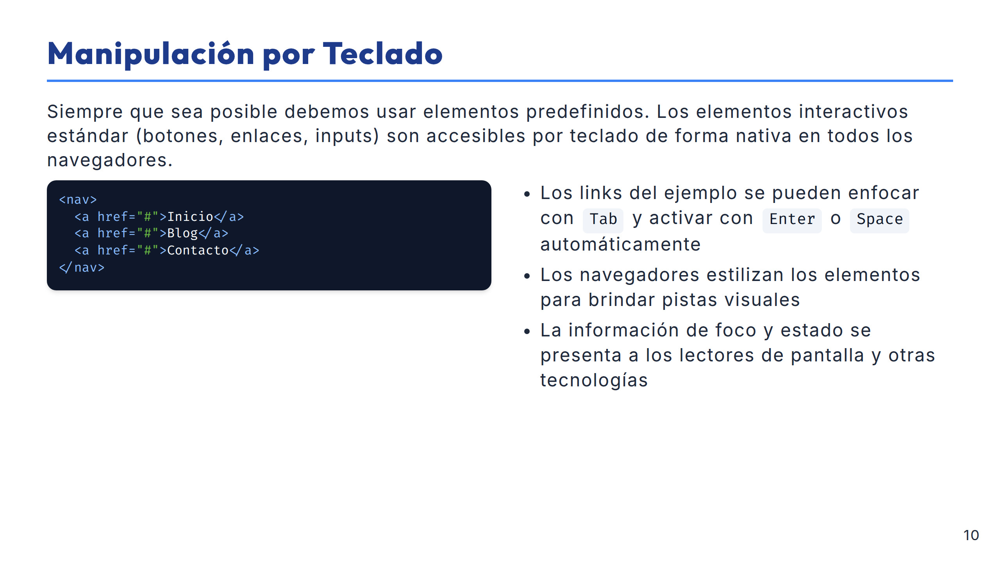 Manipulación por Teclado
Siempre que sea posible debemos usar elementos predefinidos. Los elementos interactivos
estándar (botones, enlaces, inputs) son accesibles por teclado de forma nativa en todos los
navegadores.
<nav>
  <a href="#">Inicio</a>
  <a href="#">Blog</a>
  <a href="#">Contacto</a>
</nav>
• Los links del ejemplo se pueden enfocar
con Tab y activar con Enter o Space
automáticamente
• Los navegadores estilizan los elementos
para brindar pistas visuales
• La información de foco y estado se
presenta a los lectores de pantalla y otras
tecnologías
10